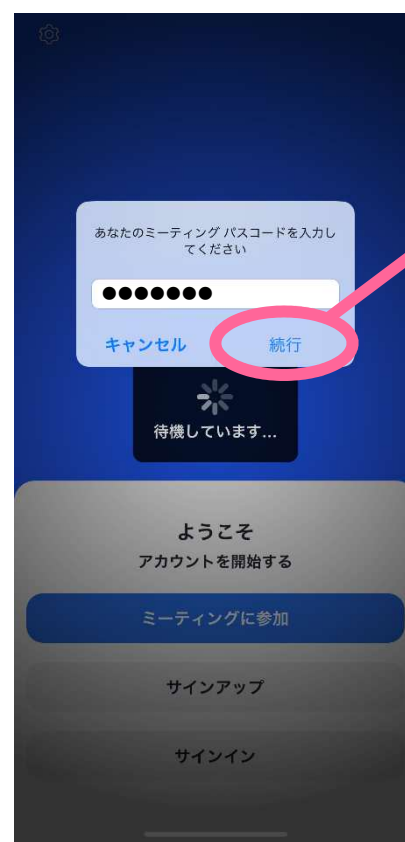 あなたのミーティング パスコードを入力し
てください
●●●●●●●
キャンセル 続行
待機しています...
ようこそ
アカウントを開始する
ミーティングに参加
サインアップ
サインイン